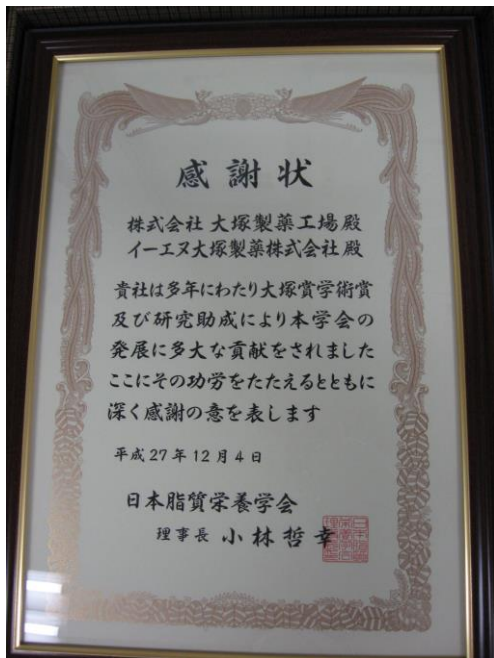 感謝状
株式会社 大塚製薬工場 殿
イーエヌ大塚製薬株式会社 殿
貴社は多年にわたり大塚賞学術賞
及び研究助成により本学会の
発展に多大な貢献をされました
ここにその功労をたたえるとともに
深く感謝の意を表します
平成27年12月4日
日本脂質栄養学会
理事長 小林哲幸